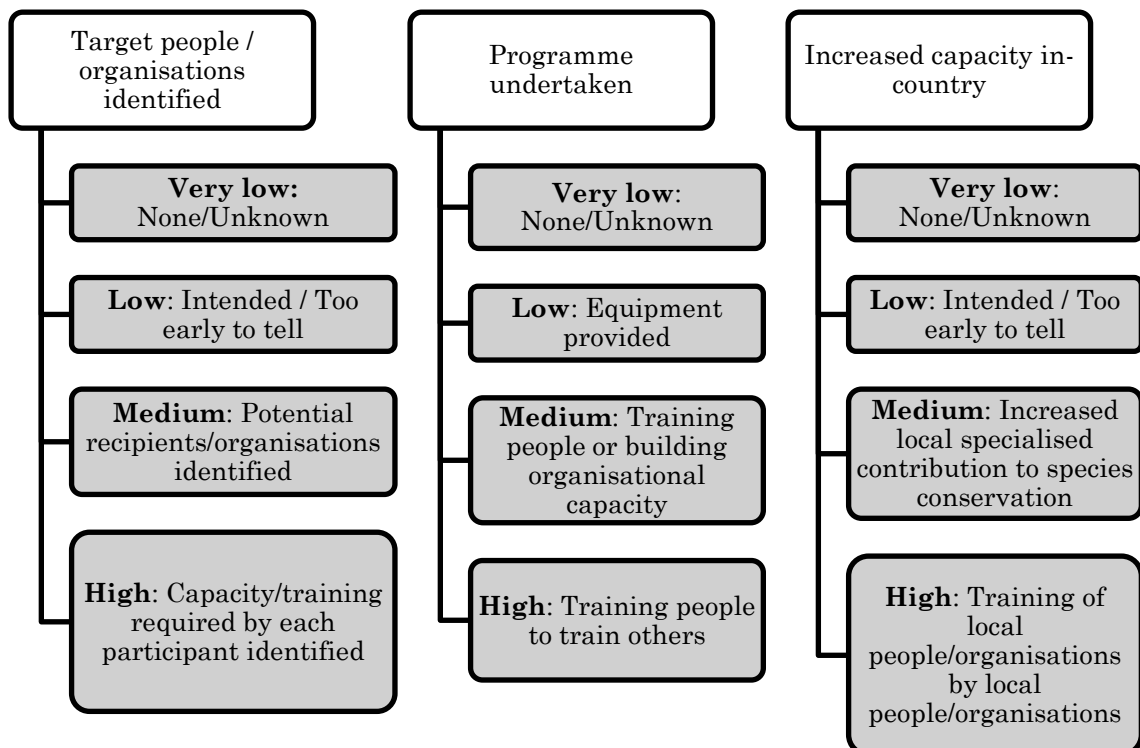 Target people /
organisations
identified
Very low:
None/Unknown
Low: Intended / Too
early to tell
Medium: Potential
recipients/organisations
identified
High: Capacity/training
required by each
participant identified
Programme
undertaken
Very low:
None/Unknown
Low: Equipment
provided
Medium: Training
people or building
organisational
capacity
High: Training people
to train others
Increased capacity in-
country
Very low:
None/Unknown
Low: Intended / Too
early to tell
Medium: Increased
local specialised
contribution to species
conservation
High: Training of
local
people/organisations
by local
people/organisations